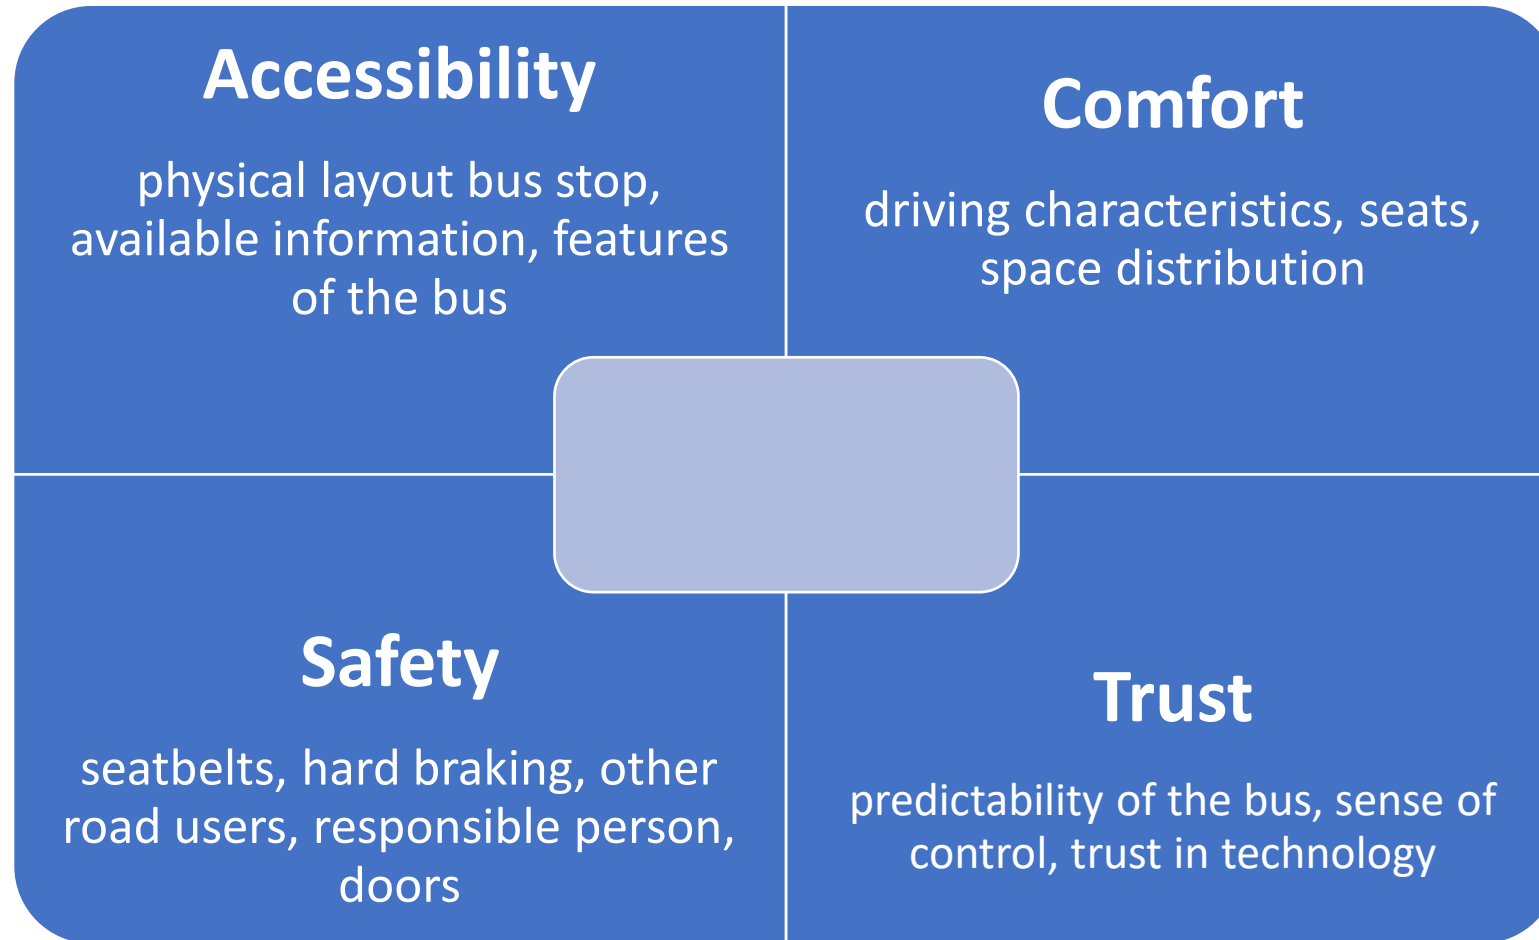 Accessibility
physical layout bus stop,
available information, features
of the bus
Comfort
driving characteristics, seats,
space distribution
Safety
seatbelts, hard braking, other
road users, responsible person,
doors
Trust
predictability of the bus, sense of
control, trust in technology